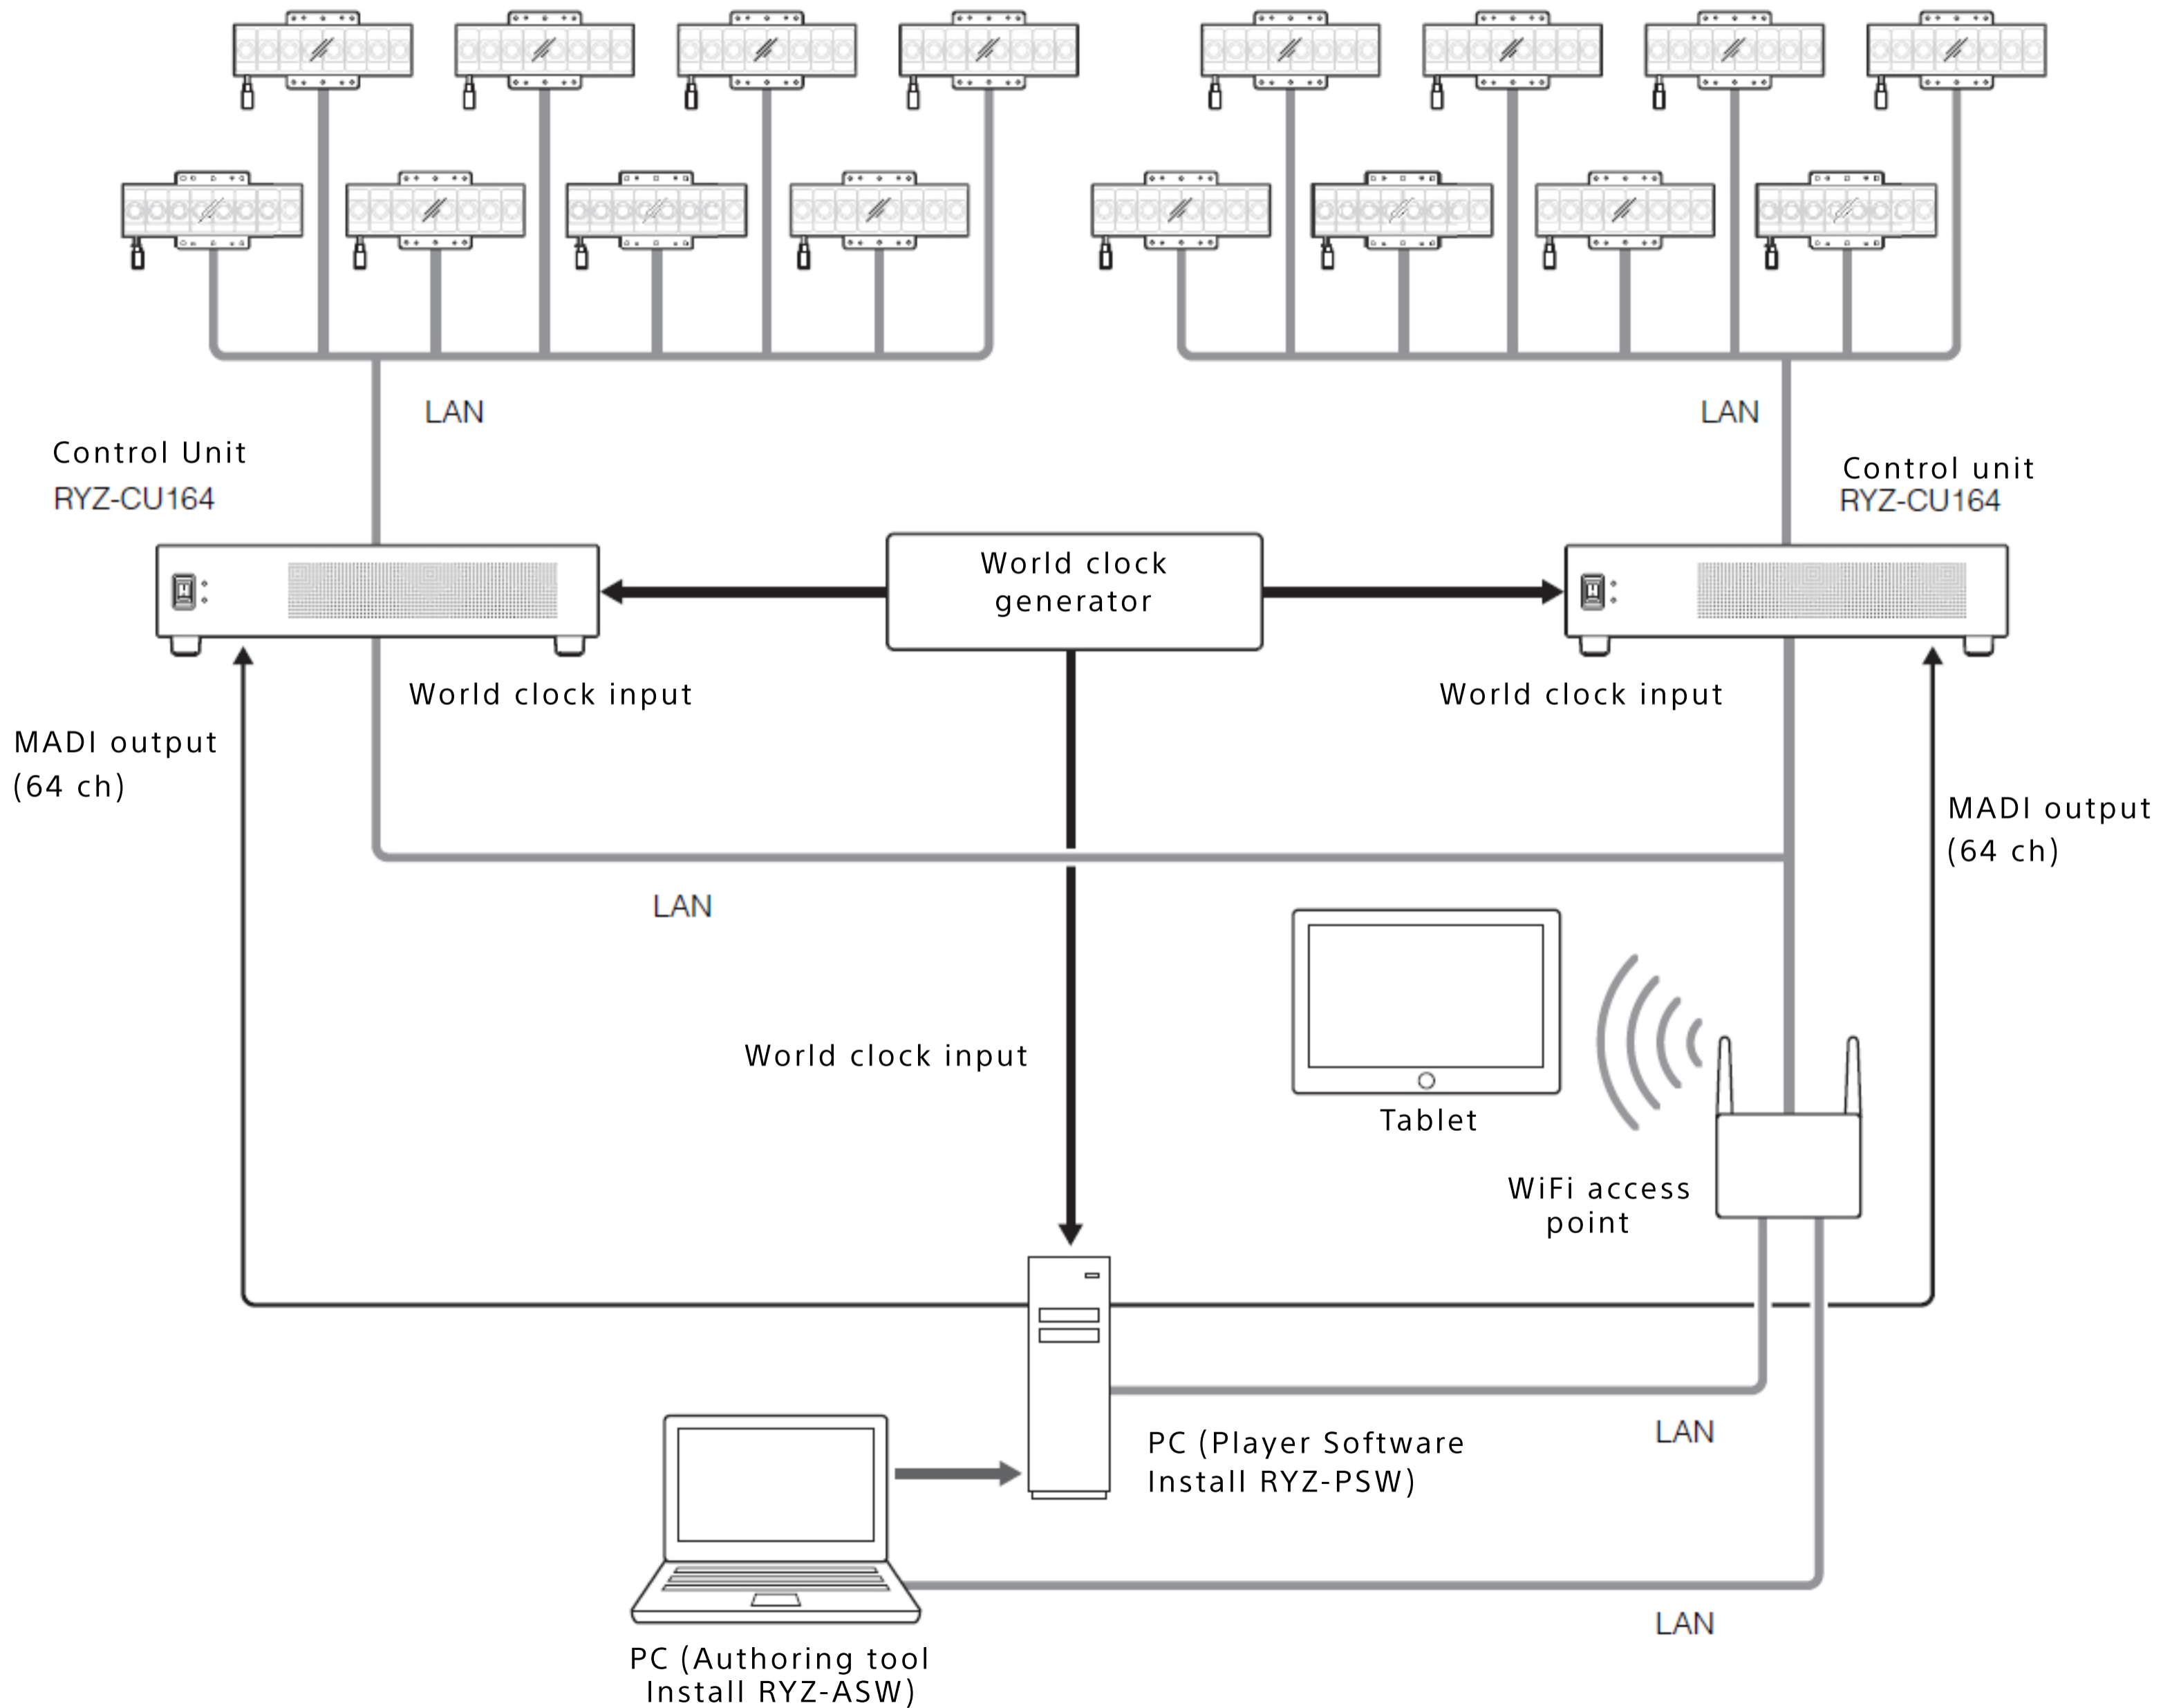 LAN
LAN
Control Unit
RYZ-CU164
Control unit
RYZ-CU164
World clock
generator
World clock input
World clock input
MADI output
(64 ch)
MADI output
(64 ch)
LAN
World clock input
Tablet
WiFi access
point
PC (Player Software
Install RYZ-PSW)
LAN
LAN
PC (Authoring tool
Install RYZ-ASW)